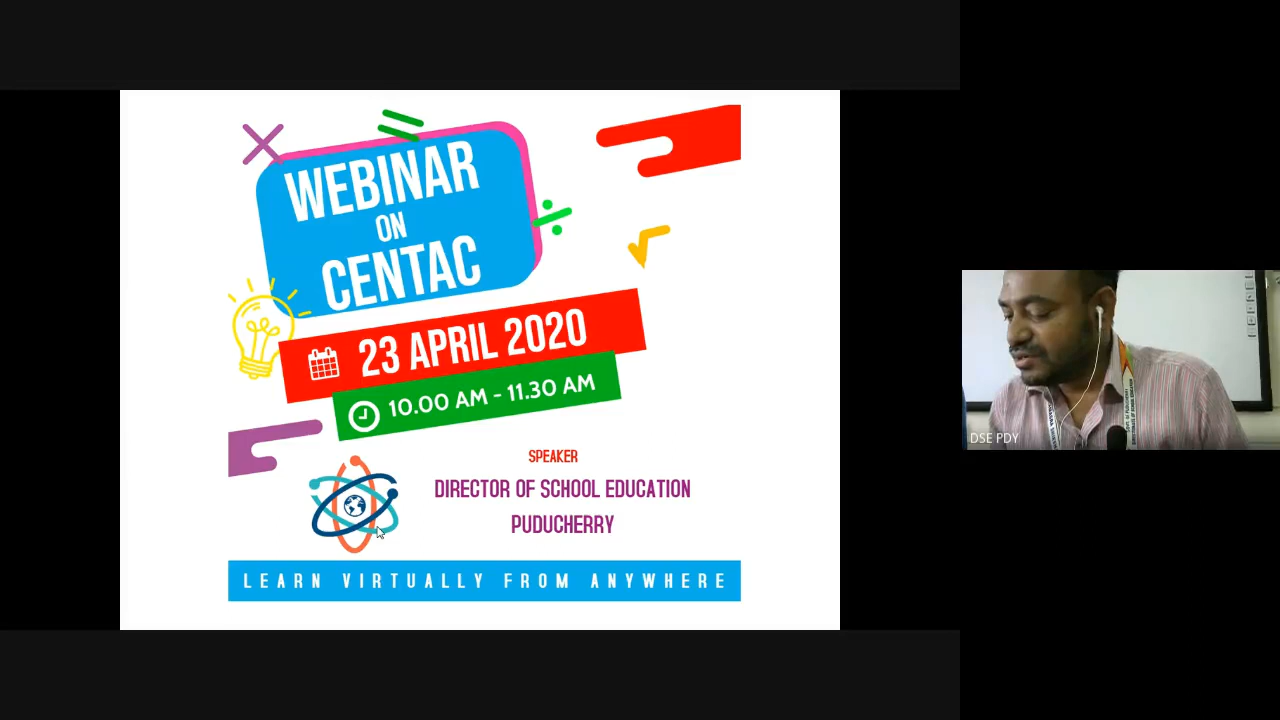 WEBINAR
ON
CENTAC
23 APRIL 2020
10.00 AM - 11.30 AM
SPEAKER
DIRECTOR OF SCHOOL EDUCATION
PUDUCHERRY
LEARN VIRTUALLY FROM ANYWHERE
DSE PDY